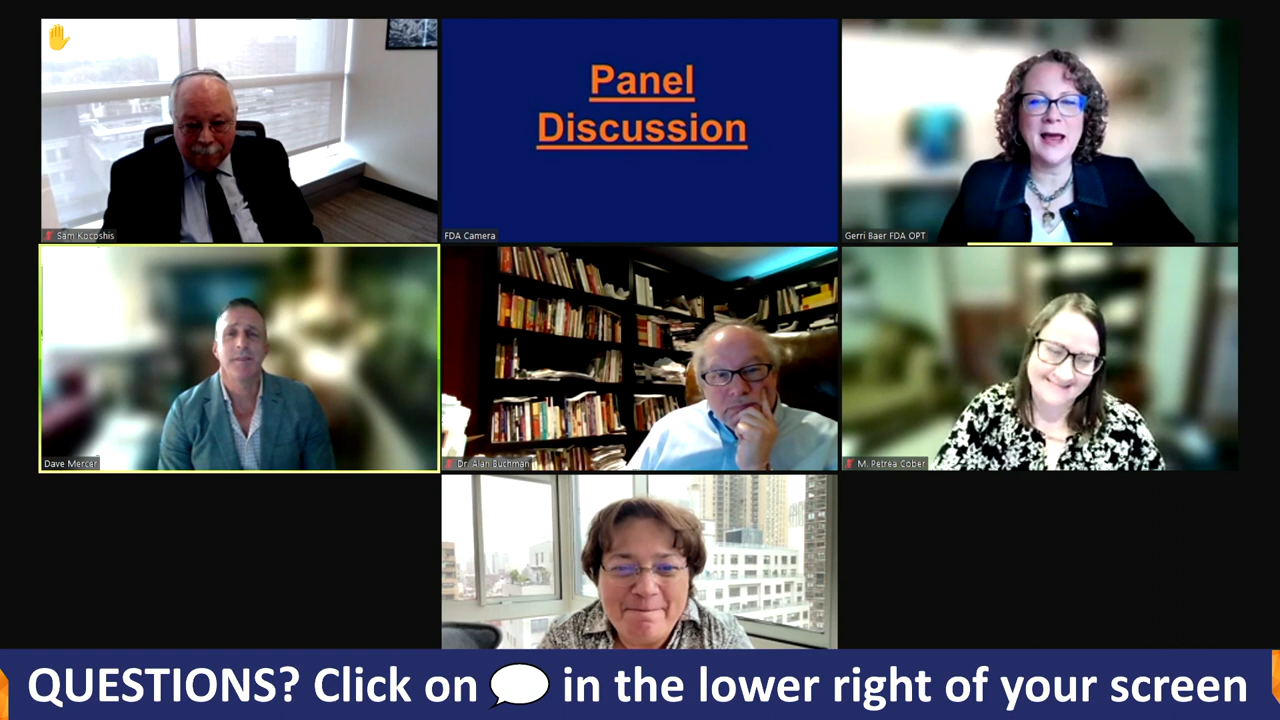 Panel
Discussion
Sam Kocoshis
FDA Camera
Gerri Baer FDA OPT
Dave Mercer
Dr. Alan Buchman
M. Petrea Cober
QUESTIONS? Click on in the lower right of your screen